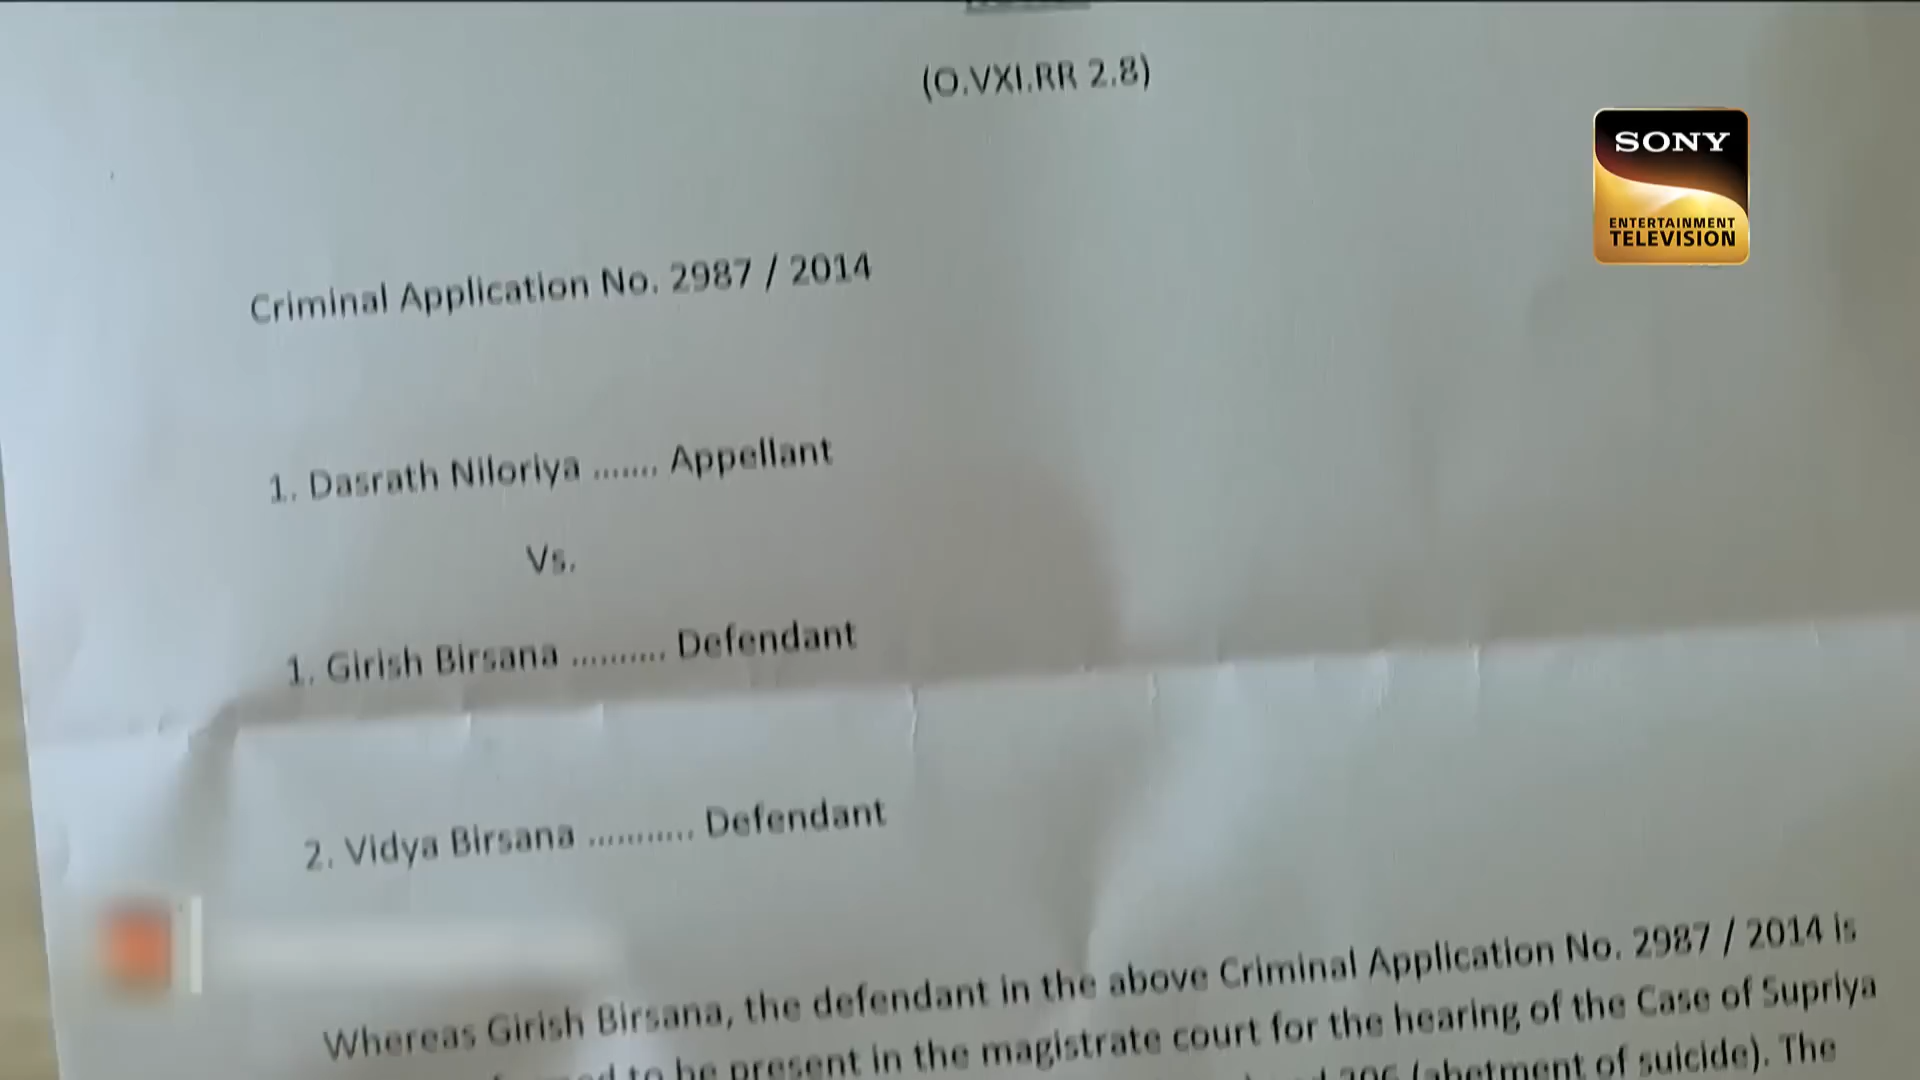 (O.VXI.RR 2.8)
SONY
ENTERTAINMENT
TELEVISION
Criminal Application No. 2987 / 2014
1. Dasrath Niloriya ....... Appellant
Vs.
1. Girish Birsana .......... Defendant
2. Vidya Birsana ........... Defendant
Whereas Girish Birsana, the defendant in the above Criminal Application No. 2987 / 2014 is
to be present in the magistrate court for the hearing of the Case of Supriya
306 (abetment of suicide). The